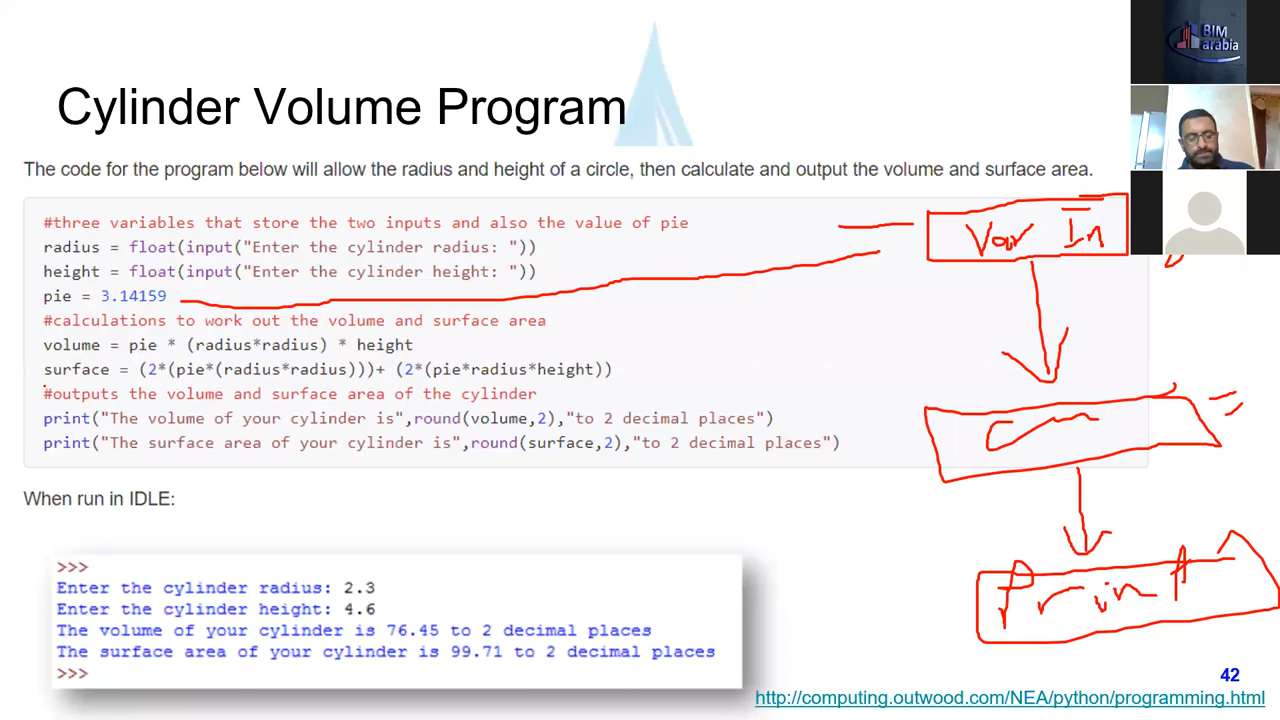 BIM
arabia
Cylinder Volume Program
The code for the program below will allow the radius and height of a circle, then calculate and output the volume and surface area.
#three variables that store the two inputs and also the value of pie
radius = float(input("Enter the cylinder radius: "))
height = float(input("Enter the cylinder height: "))
pie = 3.14159
#calculations to work out the volume and surface area
volume = pie * (radius*radius) * height
surface = (2*(pie*(radius*radius)))+ (2*(pie*radius*height))
#outputs the volume and surface area of the cylinder
print("The volume of your cylinder is",round(volume,2),"to 2 decimal places")
print("The surface area of your cylinder is",round(surface,2),"to 2 decimal places")
Var In
Print
When run in IDLE:
>>>
Enter the cylinder radius: 2.3
Enter the cylinder height: 4.6
The volume of your cylinder is 76.45 to 2 decimal places
The surface area of your cylinder is 99.71 to 2 decimal places
>>>
42
http://computing.outwood.com/NEA/python/programming.html